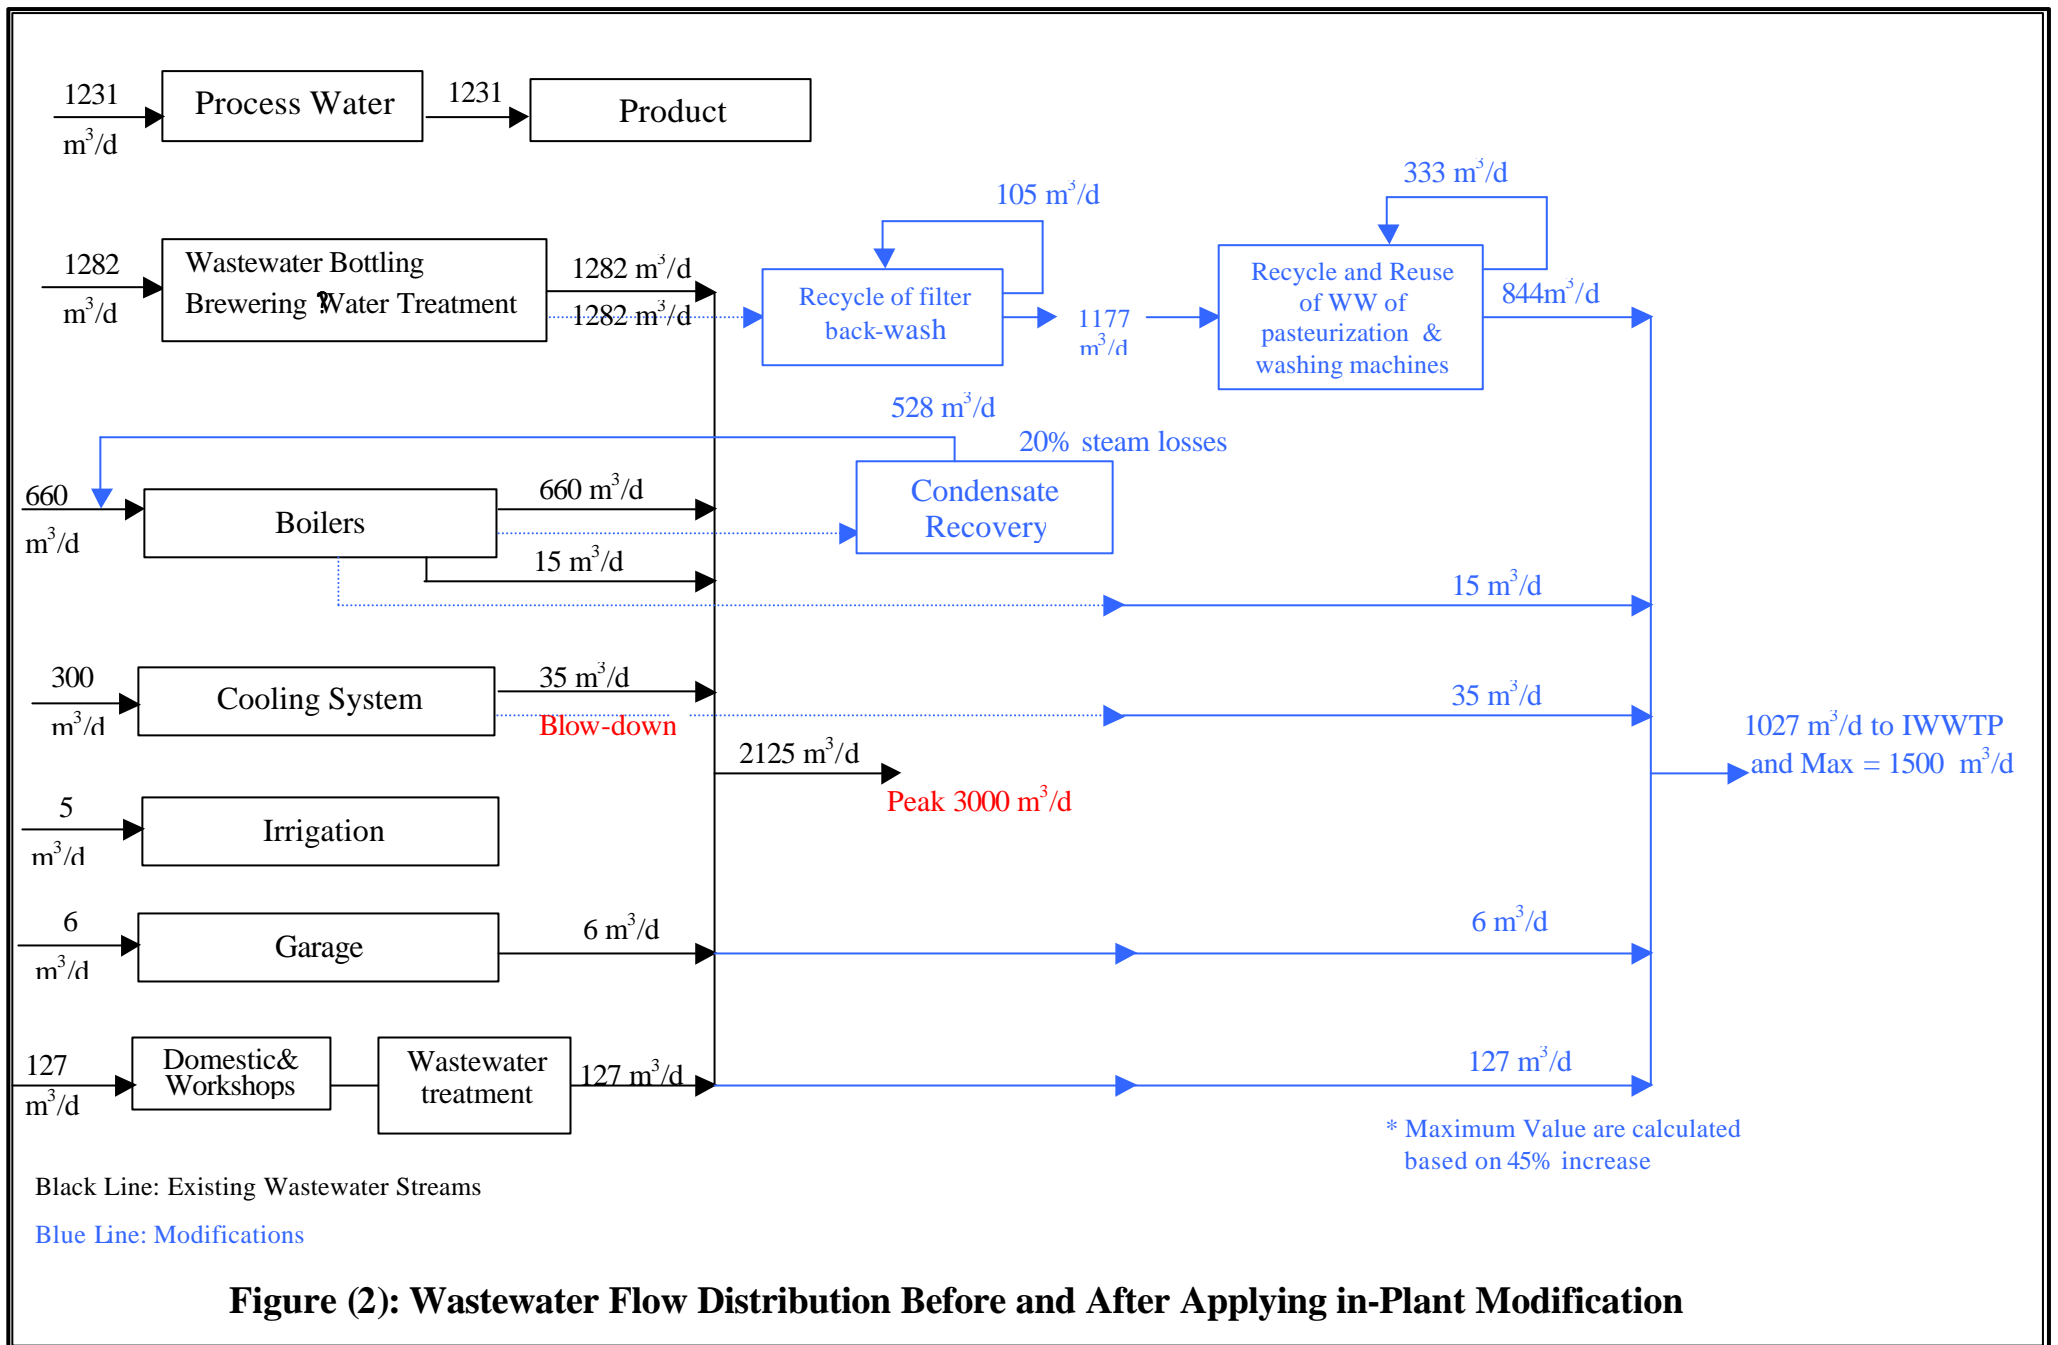 1231
m³/d
Process Water
1231
Product
1282
m³/d
Wastewater Bottling
Brewering ? Water Treatment
1282 m³/d
1282 m³/d
105 m³/d
Recycle of filter
back-wash
1177
m³/d
333 m³/d
Recycle and Reuse
of WW of
pasteurization &
washing machines
844m³/d
528 m³/d
20% steam losses
Condensate
Recovery
660
m³/d
Boilers
660 m³/d
15 m³/d
15 m³/d
300
m³/d
Cooling System
35 m³/d
Blow-down
35 m³/d
2125 m³/d
Peak 3000 m³/d
1027 m³/d to IWWTP
and Max = 1500 m³/d
5
m³/d
Irrigation
6
m³/d
Garage
6 m³/d
6 m³/d
127
m³/d
Domestic&
Workshops
Wastewater
treatment
127 m³/d
127 m³/d
* Maximum Value are calculated
based on 45% increase
Black Line: Existing Wastewater Streams
Blue Line: Modifications
Figure (2): Wastewater Flow Distribution Before and After Applying in-Plant Modification